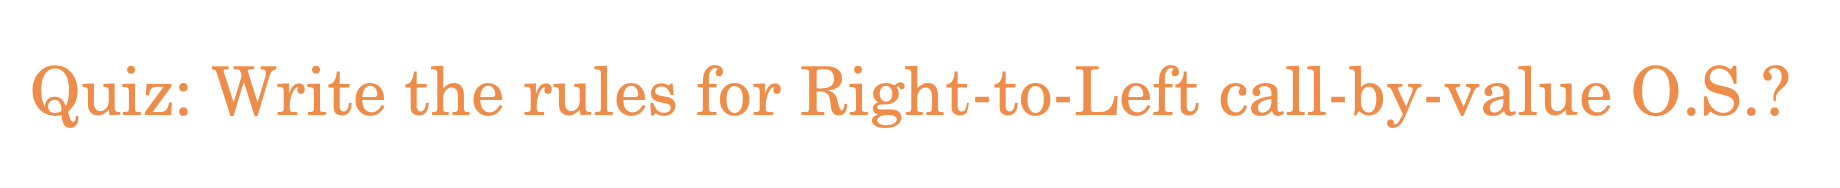 Quiz: Write the rules for Right-to-Left call-by-value O.S.?